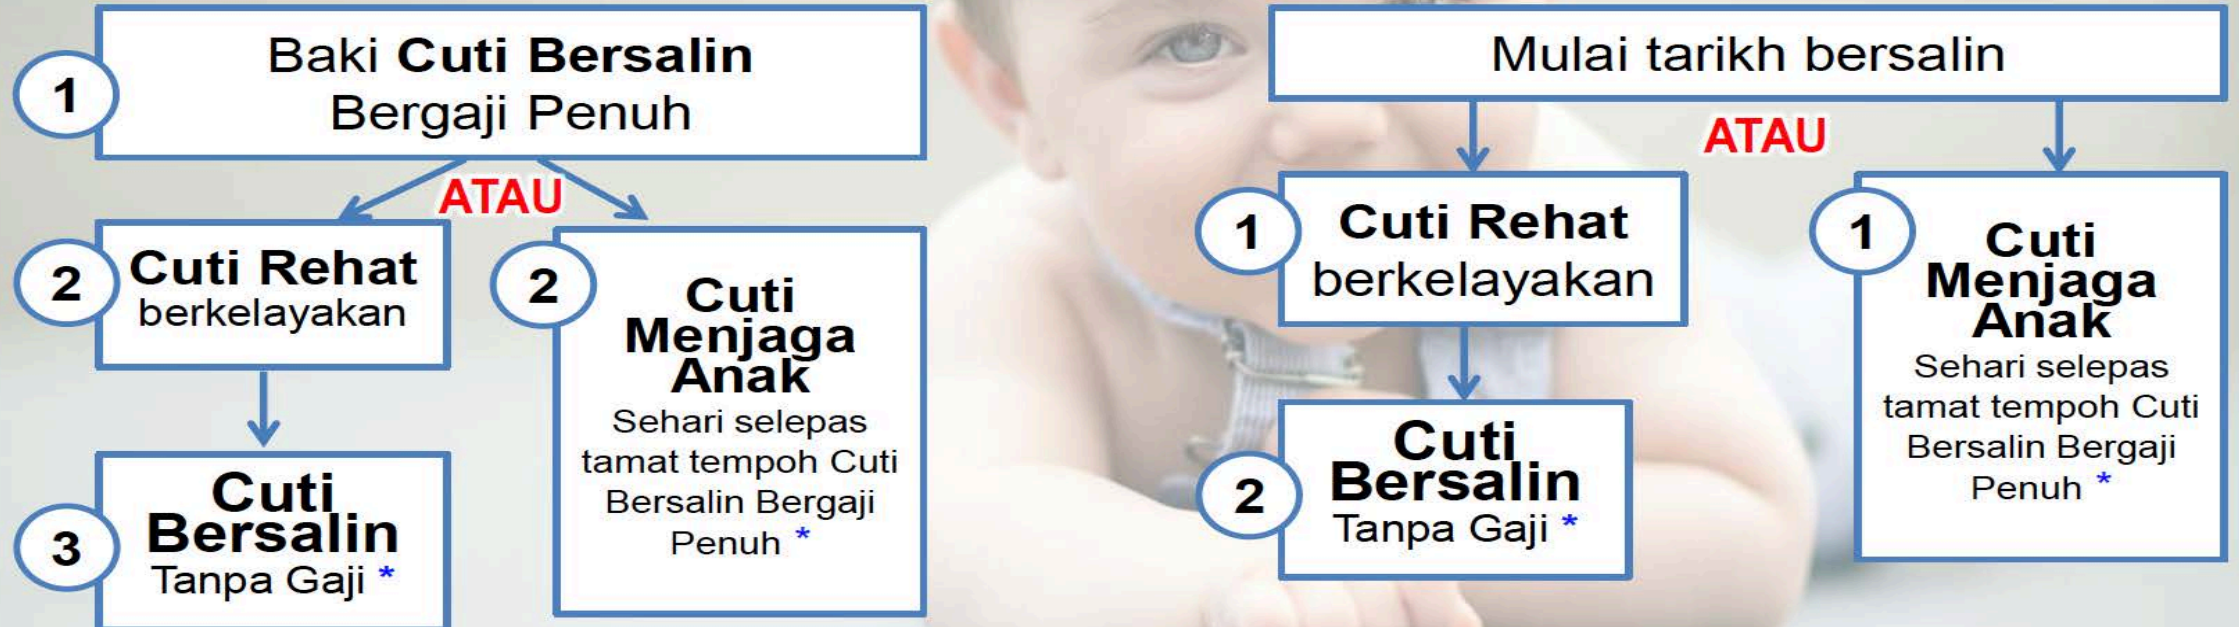 1
Baki Cuti Bersalin
Bergaji Penuh
ATAU
2
Cuti Rehat
berkelayakan
2
Cuti
Menjaga
Anak
Sehari selepas
tamat tempoh Cuti
Bersalin Bergaji
Penuh *
3
Cuti
Bersalin
Tanpa Gaji *
Mulai tarikh bersalin
ATAU
1
Cuti Rehat
berkelayakan
1
Cuti
Menjaga
Anak
Sehari selepas
tamat tempoh Cuti
Bersalin Bergaji
Penuh *
2
Cuti
Bersalin
Tanpa Gaji *